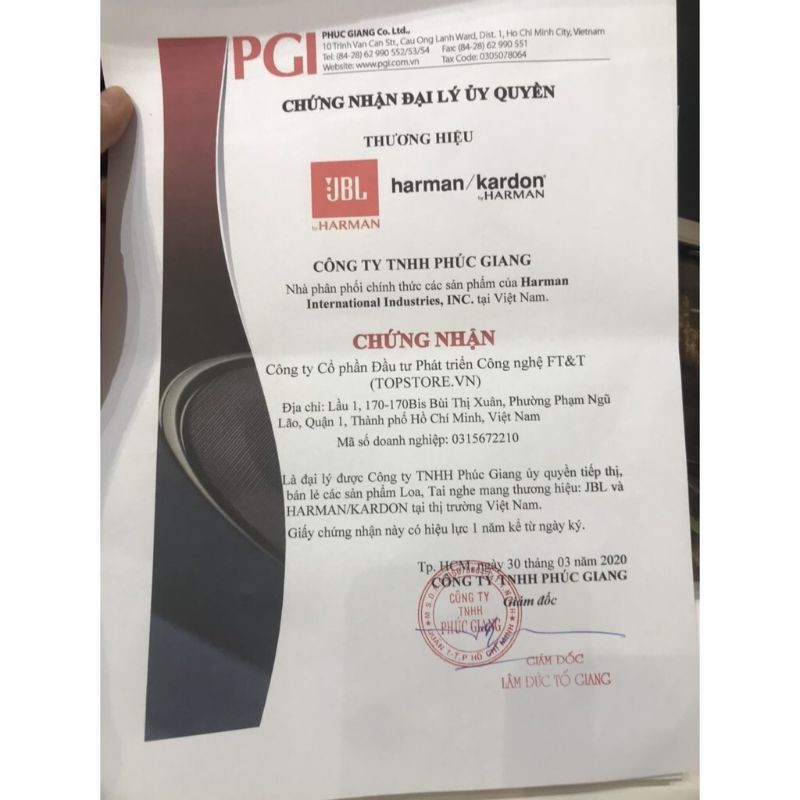 PGI
PHUC GIANG Co. Ltd.,
10 Trinh Van Can Str., Cau Ong Lanh Ward, Dist. 1, Ho Chi Minh City, Vietnam
Tel: (84-28) 62 990 552/53/54 Fax: (84-28) 62 990 551
Website: www.pgi.com.vn Tax Code: 0305078064
CHỨNG NHẬN ĐẠI LÝ ỦY QUYỀN
THƯƠNG HIỆU
JBL
by HARMAN
harman/kardon
by HARMAN
CÔNG TY TNHH PHÚC GIANG
Nhà phân phối chính thức các sản phẩm của Harman
International Industries, INC. tại Việt Nam.
CHỨNG NHẬN
Công ty Cổ phần Đầu tư Phát triển Công nghệ FT&T
(TOPSTORE.VN)
Địa chỉ: Lầu 1, 170-170Bis Bùi Thị Xuân, Phường Phạm Ngũ
Lão, Quận 1, Thành phố Hồ Chí Minh, Việt Nam
Mã số doanh nghiệp: 0315672210
Là đại lý được Công ty TNHH Phúc Giang ủy quyền tiếp thị,
bán lẻ các sản phẩm Loa, Tai nghe mang thương hiệu: JBL và
HARMAN/KARDON tại thị trường Việt Nam.
Giấy chứng nhận này có hiệu lực 1 năm kể từ ngày ký.
Tp. HCM, ngày 30 tháng 03 năm 2020
CÔNG TY TNHH PHÚC GIANG
Giám đốc
CÔNG TY
TNHH
PHÚC GIANG
QUẬN 1-T.P HỒ CHÍ MINH
GIÁM ĐỐC
LÂM ĐỨC TỐ GIANG